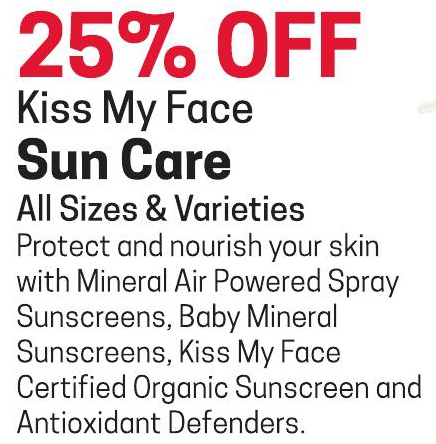 25% OFF
Kiss My Face
Sun Care
All Sizes & Varieties
Protect and nourish your skin
with Mineral Air Powered Spray
Sunscreens, Baby Mineral
Sunscreens, Kiss My Face
Certified Organic Sunscreen and
Antioxidant Defenders.